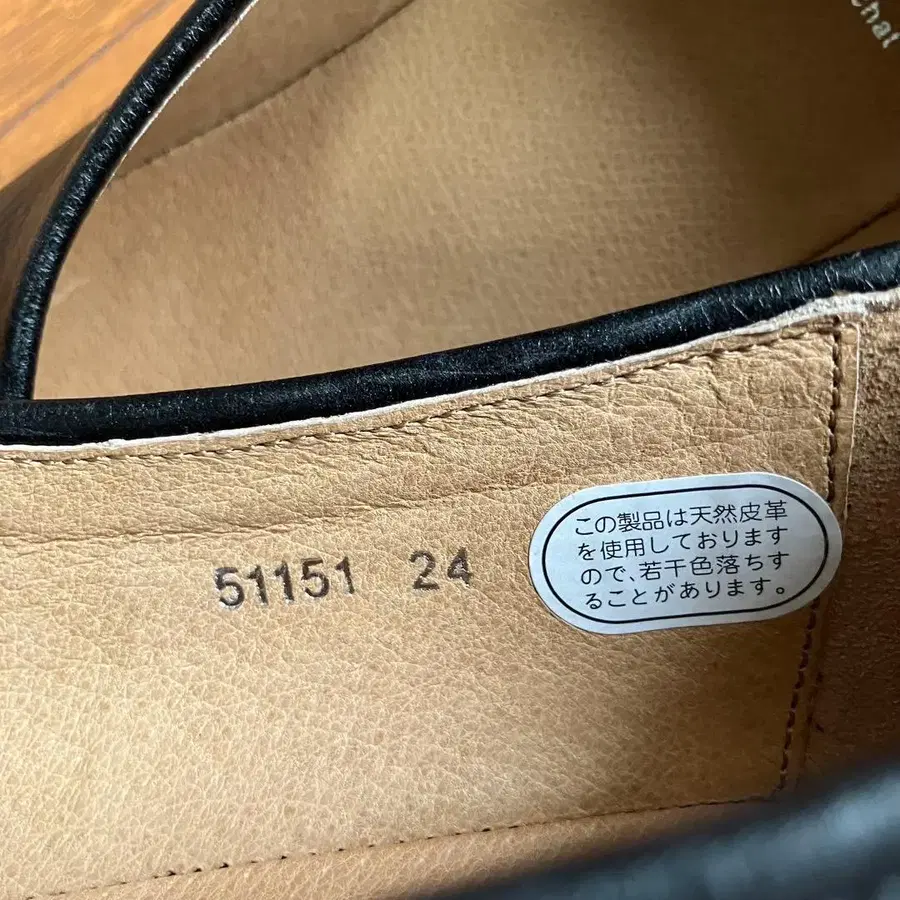 chat
51151 24
この製品は天然皮革
を使用しております
ので、若干色落ちす
ることがあります。